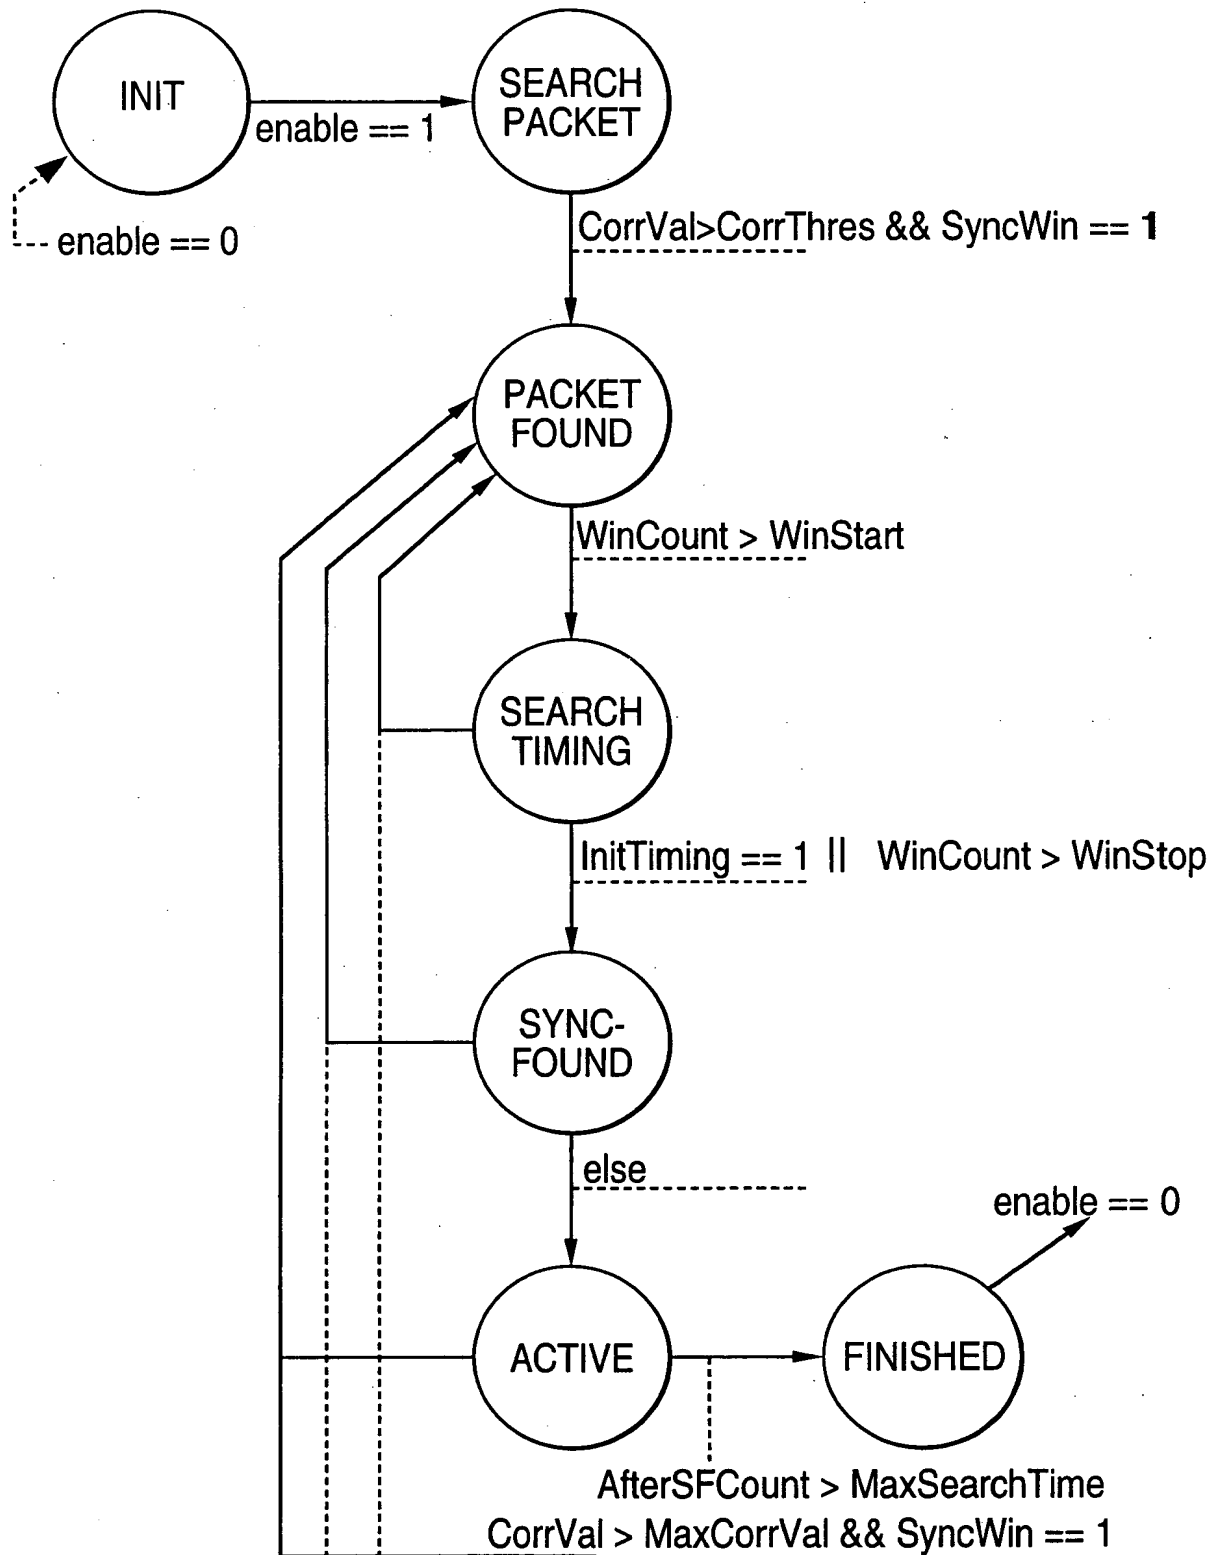 INIT
enable == 1
SEARCH
PACKET
enable == 0
CorrVal>CorrThres && SyncWin == 1
PACKET
FOUND
WinCount > WinStart
SEARCH
TIMING
InitTiming == 1 || WinCount > WinStop
SYNC-
FOUND
else
enable == 0
ACTIVE
FINISHED
AfterSFCount > MaxSearchTime
CorrVal > MaxCorrVal && SyncWin == 1